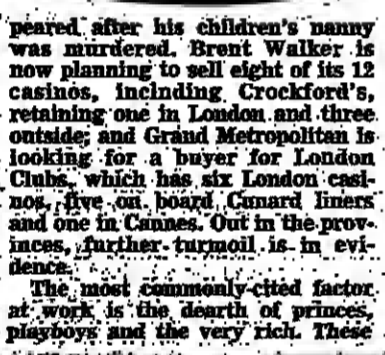 peared after his children's nanny
was murdered. Brent Walker is
now planning to sell eight of its 12
casinos, including Crockford's,
retaining one in London and three
outside; and Grand Metropolitan is
looking for a buyer for London
Clubs, which has six London casi-
nos, five on board Cunard liners
and one in Cannes. Out in the prov-
inces, further turmoil is in evi-
dence.
The most commonly-cited factor
at work is the dearth of princes,
playboys and the very rich. These